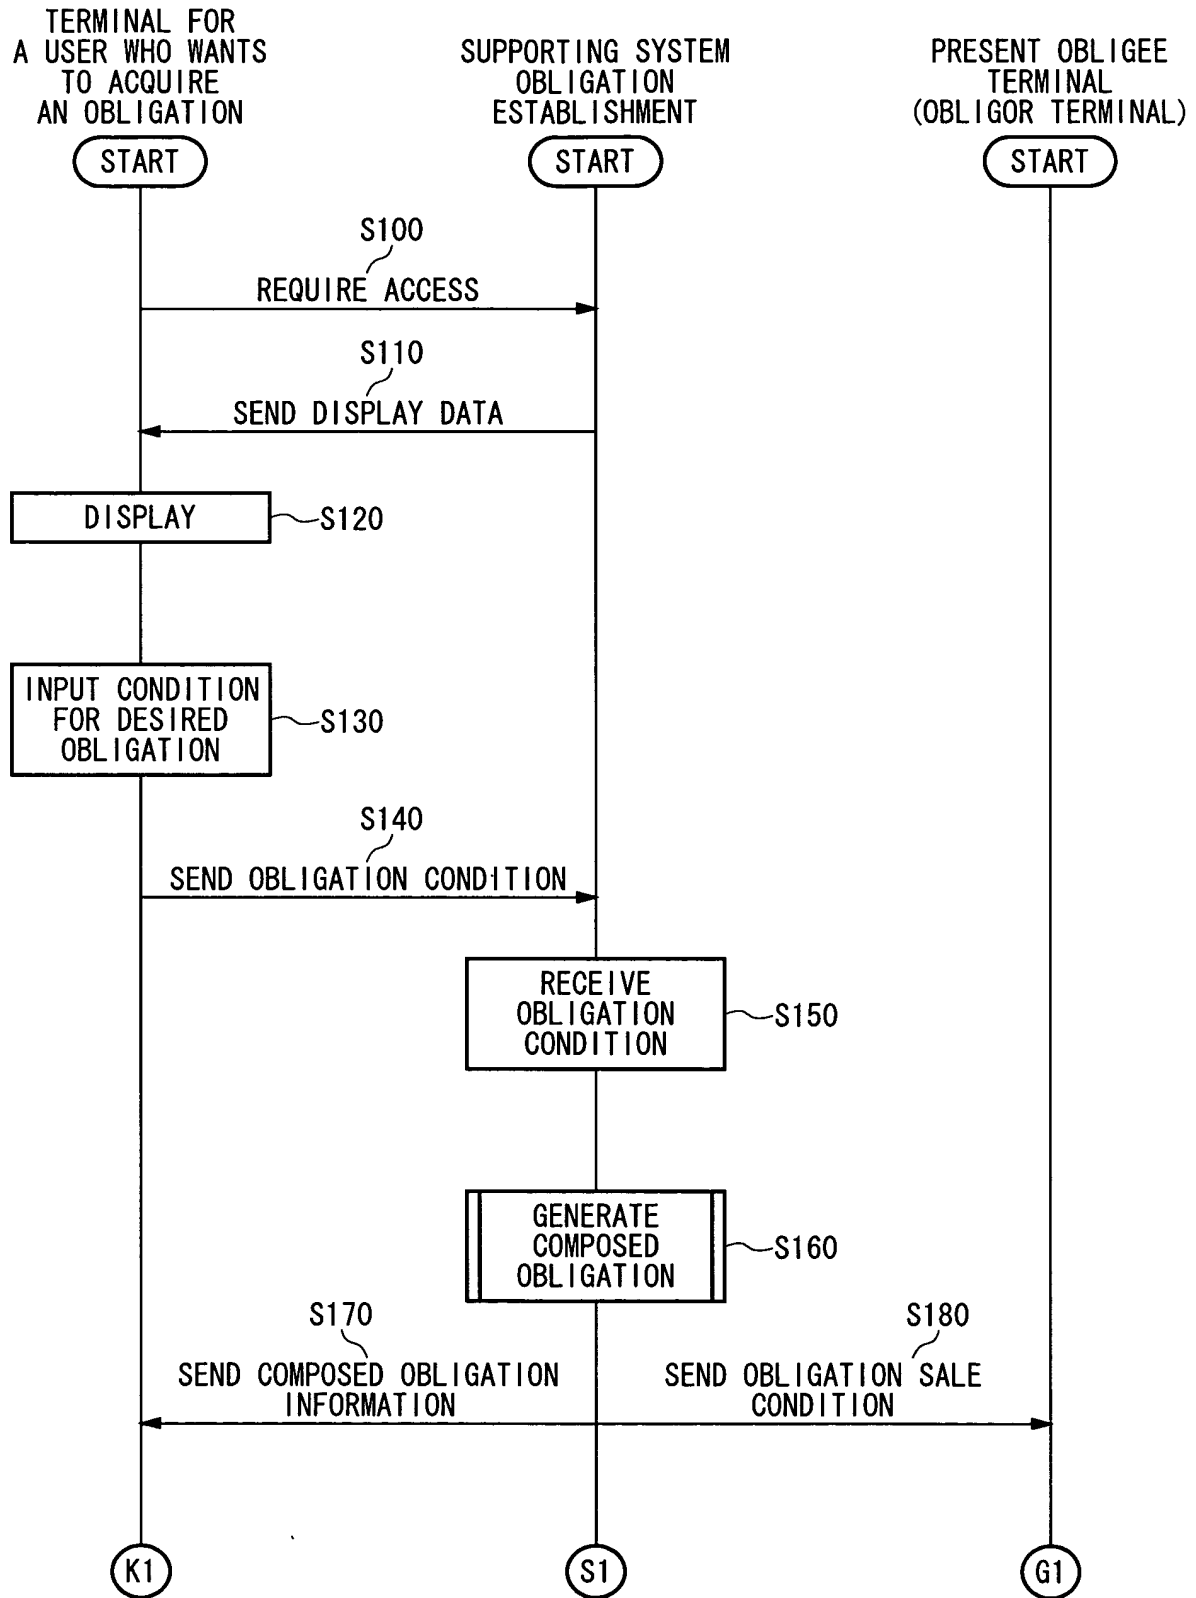 TERMINAL FOR
A USER WHO WANTS
TO ACQUIRE
AN OBLIGATION
SUPPORTING SYSTEM
OBLIGATION
ESTABLISHMENT
PRESENT OBLIGEE
TERMINAL
(OBLIGOR TERMINAL)
START
START
START
S100
REQUIRE ACCESS
S110
SEND DISPLAY DATA
DISPLAY
S120
INPUT CONDITION
FOR DESIRED
OBLIGATION
S130
S140
SEND OBLIGATION CONDITION
RECEIVE
OBLIGATION
CONDITION
S150
GENERATE
COMPOSED
OBLIGATION
S160
S170
SEND COMPOSED OBLIGATION
INFORMATION
S180
SEND OBLIGATION SALE
CONDITION
K1
S1
G1